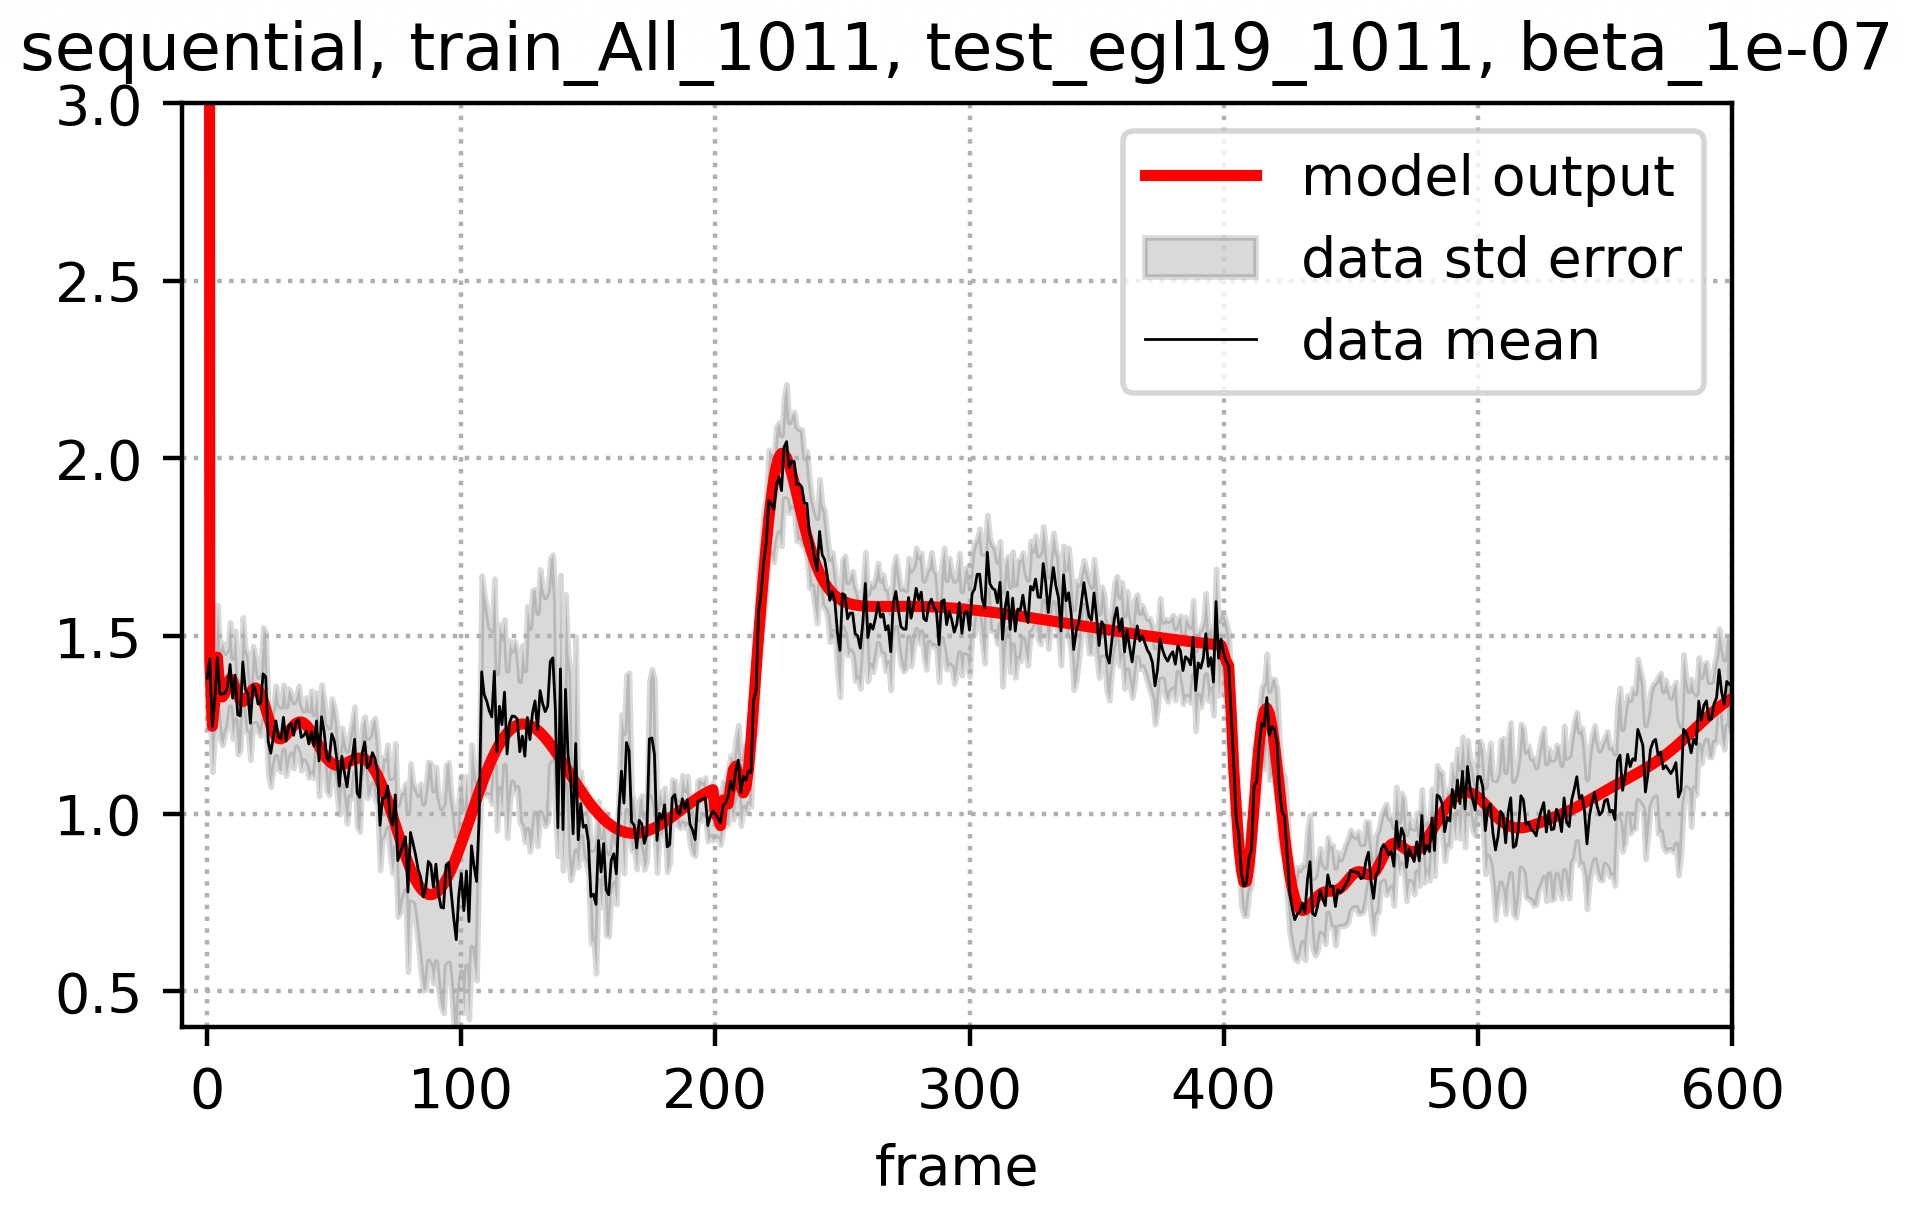 sequential, train_All_1011, test_egl19_1011, beta_1e-07
3.0
2.5
2.0
1.5
1.0
0.5
model output
data std error
data mean
0 100 200 300 400 500 600
frame